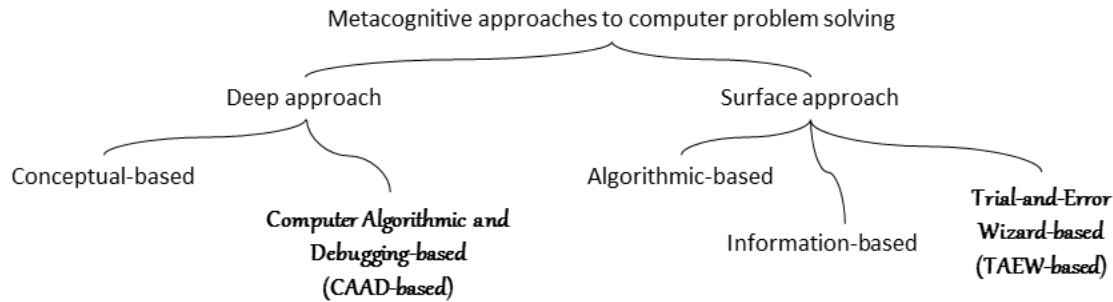 Metacognitive approaches to computer problem solving
Deep approach
Surface approach
Conceptual-based
Computer Algorithmic and
Debugging-based
(CAAD-based)
Algorithmic-based
Information-based
Trial-and-Error
Wizard-based
(TAEW-based)